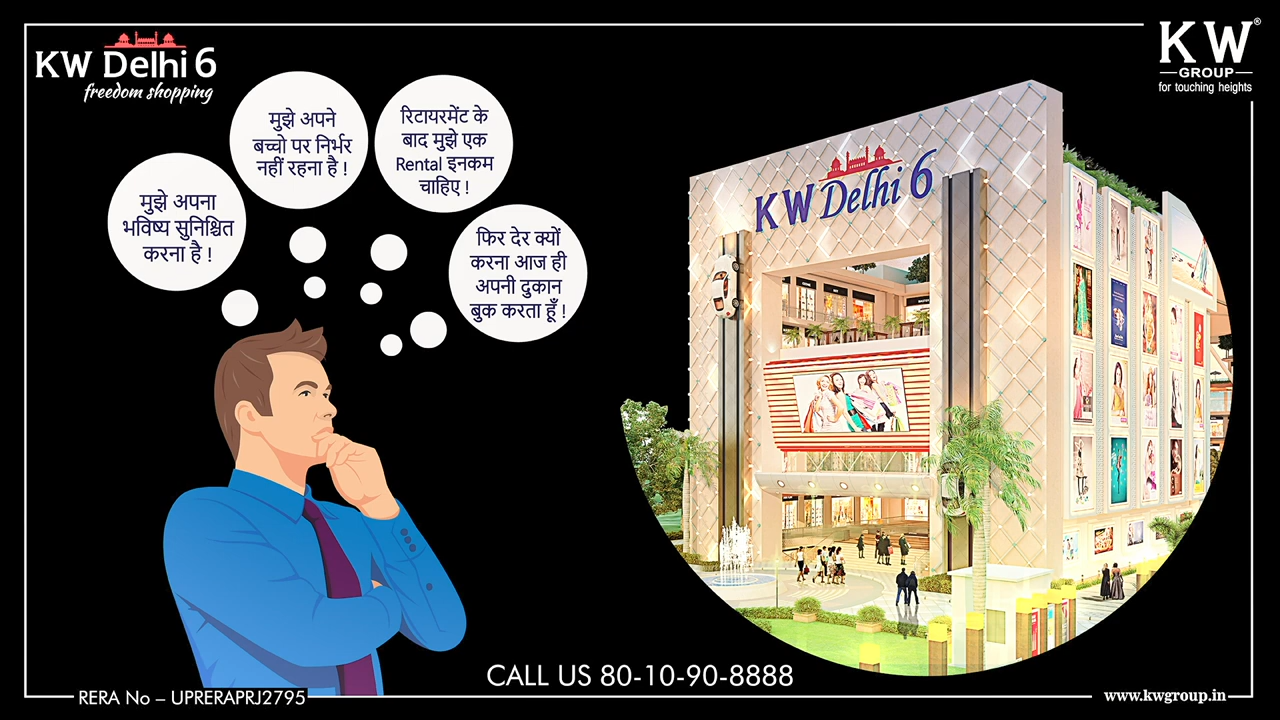 KW Delhi 6
freedom shopping
KW®
GROUP
for touching heights
मुझे अपना
भविष्य सुनिश्चित
करना है !
मुझे अपने
बच्चो पर निर्भर
नहीं रहना है !
रिटायरमेंट के
बाद मुझे एक
Rental इनकम
चाहिए !
फिर देर क्यों
करना आज ही
अपनी दुकान
बुक करता हूँ !
KW Delhi 6
CALL US 80-10-90-8888
RERA No – UPRERAPRJ2795
www.kwgroup.in